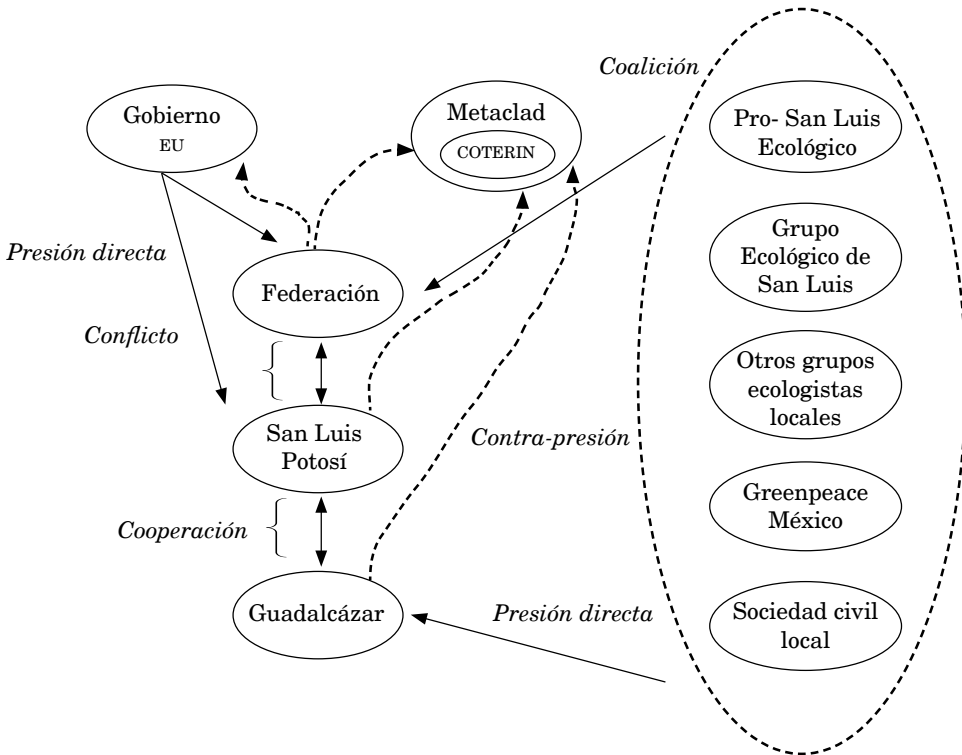 Coalición
Gobierno
EU
Metaclad
COTERIN
Pro- San Luis
Ecológico
Presión directa
Grupo
Ecológico de
San Luis
Federación
Conflicto
Otros grupos
ecologistas
locales
San Luis
Potosí
Contra-presión
Cooperación
Greenpeace
México
Guadalcázar
Presión directa
Sociedad civil
local